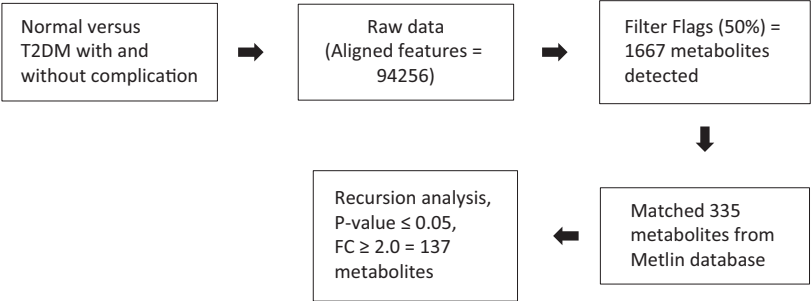 Normal versus
T2DM with and
without complication
Raw data
(Aligned features =
94256)
Filter Flags (50%) =
1667 metabolites
detected
Matched 335
metabolites from
Metlin database
Recursion analysis,
P-value ≤ 0.05,
FC ≥ 2.0 = 137
metabolites